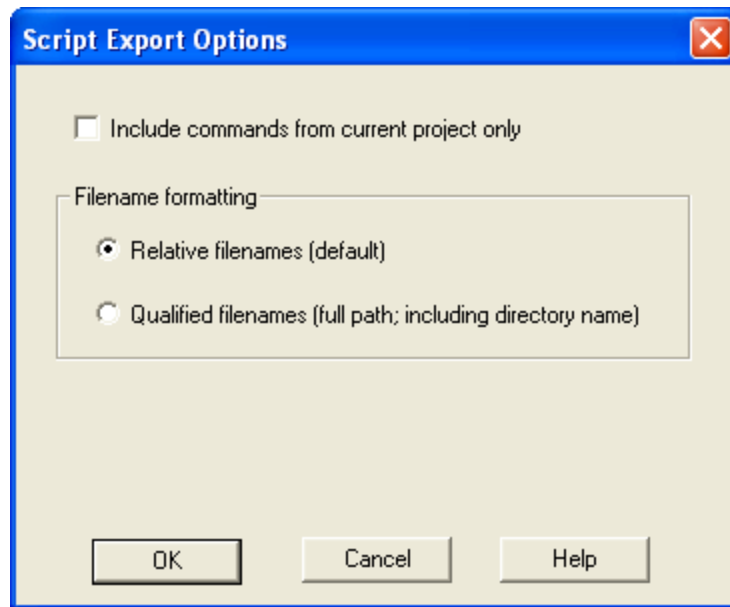 Script Export Options
Include commands from current project only
Filename formatting
Relative filenames (default)
Qualified filenames (full path; including directory name)
OK
Cancel
Help